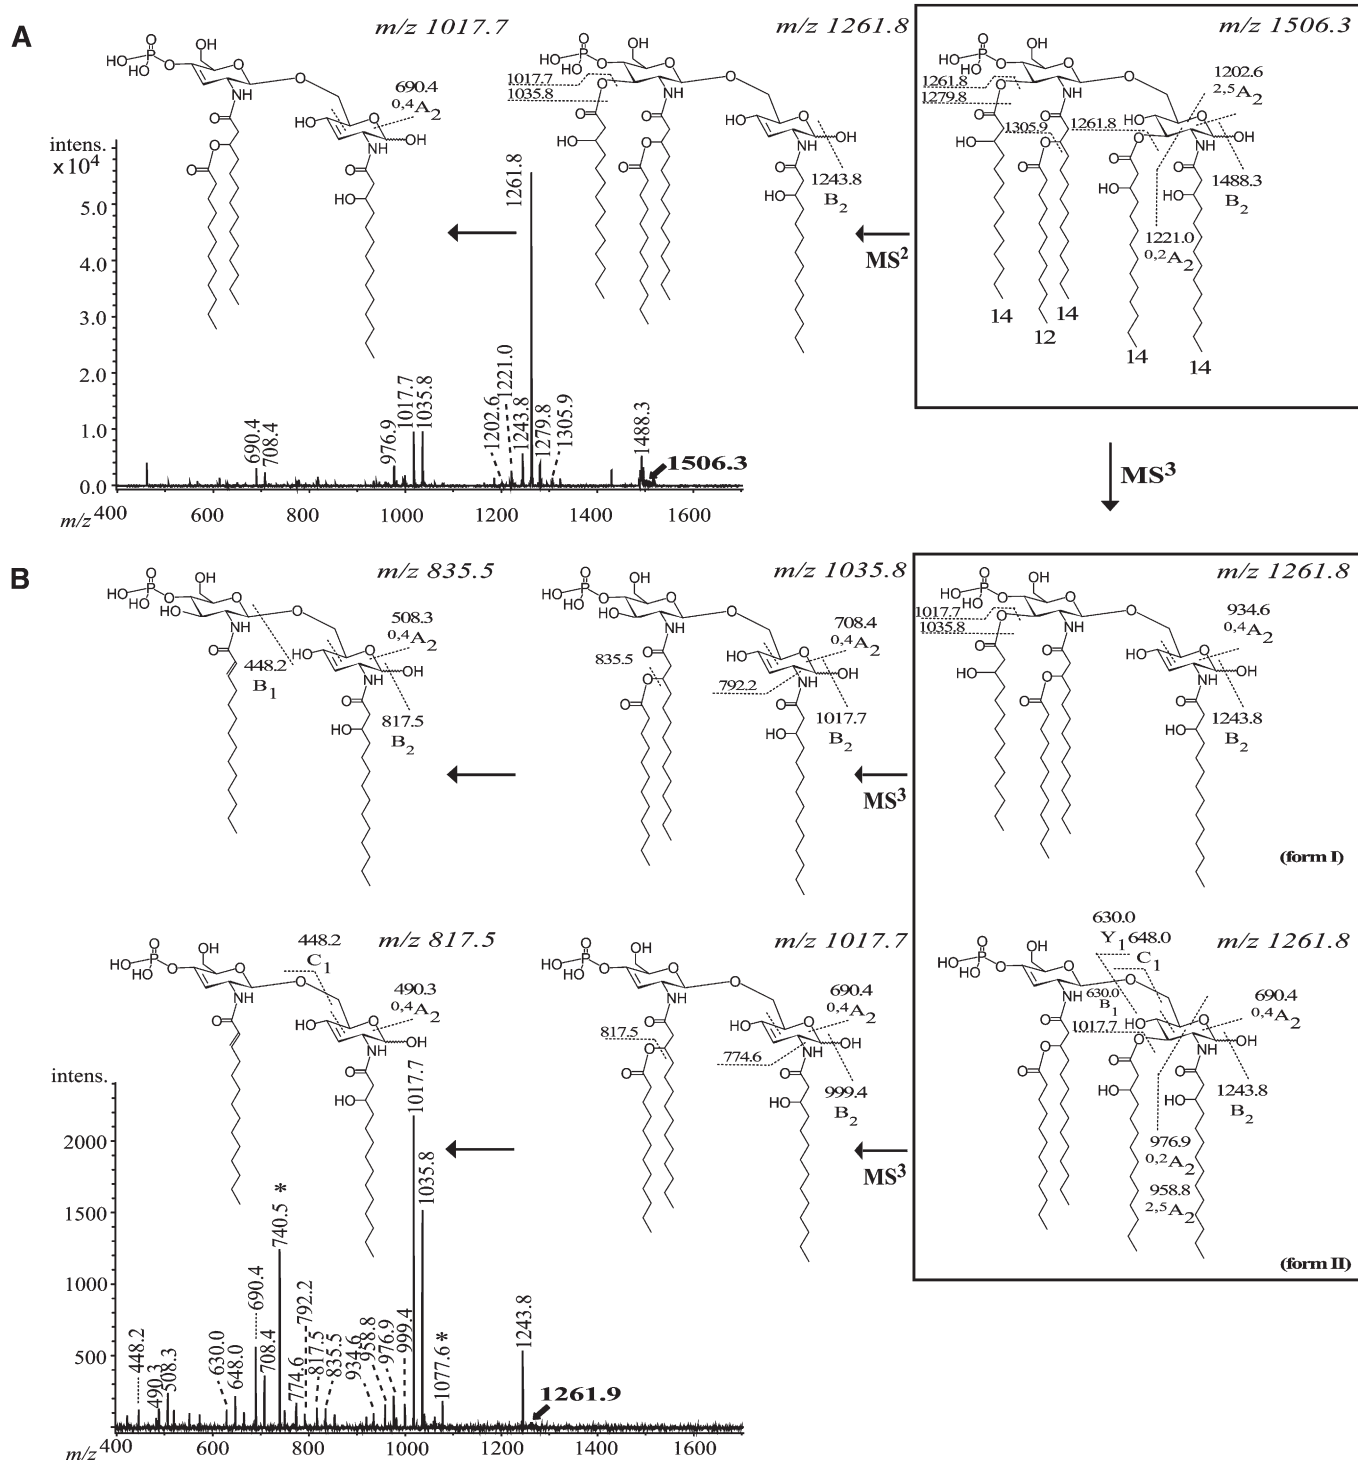 A
m/z 1017.7
m/z 1261.8
m/z 1506.3
HO P O HO O OH O NH O O O O
690.4
0,4A2
HO O OH NH O HO
1017.7
1035.8
1243.8
B2
1261.8
1279.8
1305.9
1261.8
1202.6
2,5A2
1488.3
B2
1221.0
0,2A2
14
12
14
14
14
MS2
intens.
x104
5.0
4.0
3.0
2.0
1.0
0.0
690.4
708.4
976.9
1017.7
1035.8
1202.6
1221.0
1243.8
1261.8
1279.8
1305.9
1488.3
1506.3
m/z 400 600 800 1000 1200 1400 1600
MS3
B
m/z 835.5
m/z 1035.8
m/z 1261.8
448.2
B1
508.3
0,4A2
817.5
B2
835.5
792.2
708.4
0,4A2
1017.7
B2
MS3
1017.7
1035.8
934.6
0,4A2
1243.8
B2
(form I)
m/z 817.5
m/z 1017.7
m/z 1261.8
448.2
C1
490.3
0,4A2
817.5
774.6
690.4
0,4A2
999.4
B2
MS3
630.0
Y1 648.0
C1
630.0
B1
1017.7
690.4
0,4A2
1243.8
B2
976.9
0,2A2
958.8
2,5A2
(form II)
intens.
2000
1500
1000
500
448.2
490.3
508.3
630.0
648.0
690.4
708.4
740.5 *
774.6
792.2
817.5
835.5
934.6
958.8
976.9
999.4
1017.7
1035.8
1077.6 *
1243.8
1261.9
m/z 400 600 800 1000 1200 1400 1600